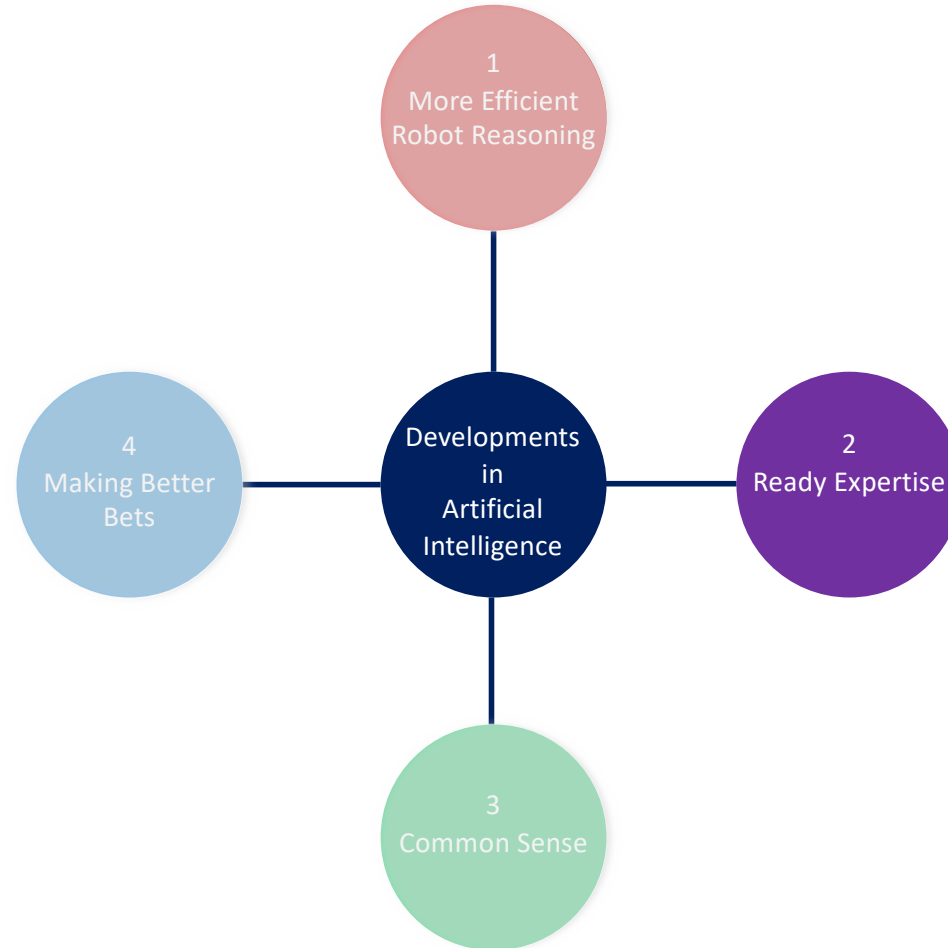 1
More Efficient
Robot Reasoning
4
Making Better
Bets
Developments
in
Artificial
Intelligence
2
Ready Expertise
3
Common Sense